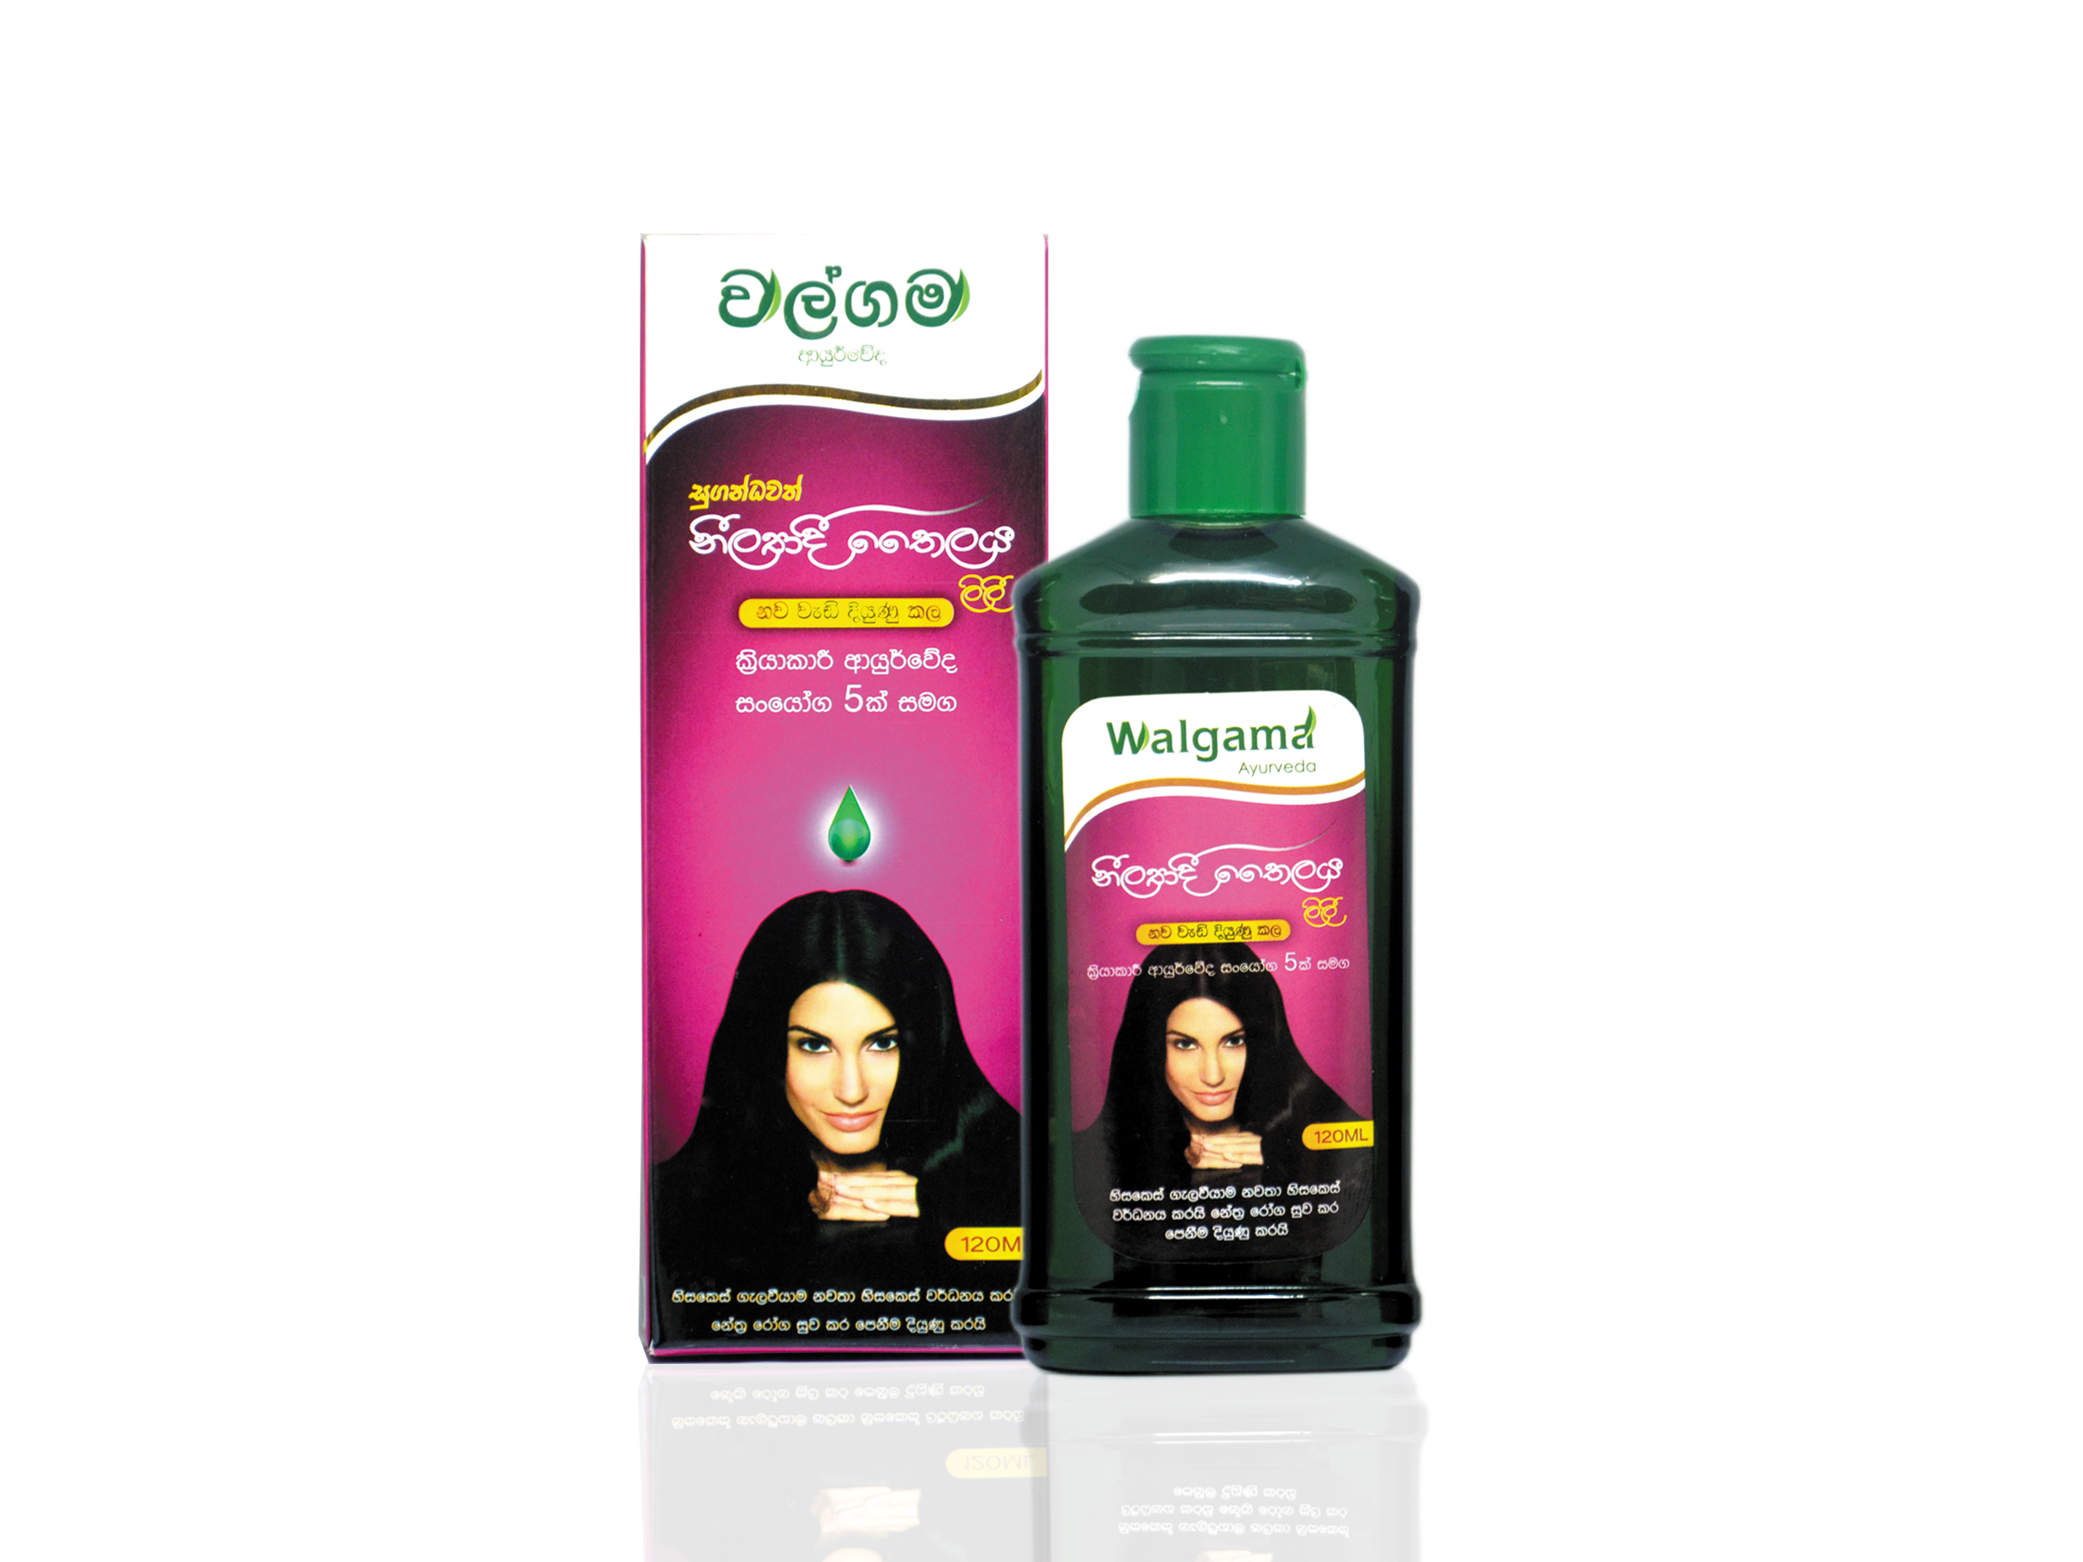 වල්ගම
ආයුර්වේද
සුගන්ධවත්
නීල්‍යාදී තෛලය
මිලි
නව වැඩි දියුණු කල
ක්‍රියාකාරී ආයුර්වේද
සංයෝග 5ක් සමග
120M
හිසකෙස් ගැලවීයාම නවතා හිසකෙස් වර්ධනය කර
නේත්‍ර රෝග සුව කර පෙනීම දියුණු කරයි
Walgama
Ayurveda
නීල්‍යාදී තෛලය
නව වැඩි දියුණු කල
ක්‍රියාකාරී ආයුර්වේද සංයෝග 5ක් සමග
120ML
හිසකෙස් ගැලවීයාම නවතා හිසකෙස්
වර්ධනය කරයි නේත්‍ර රෝග සුව කර
පෙනීම දියුණු කරයි